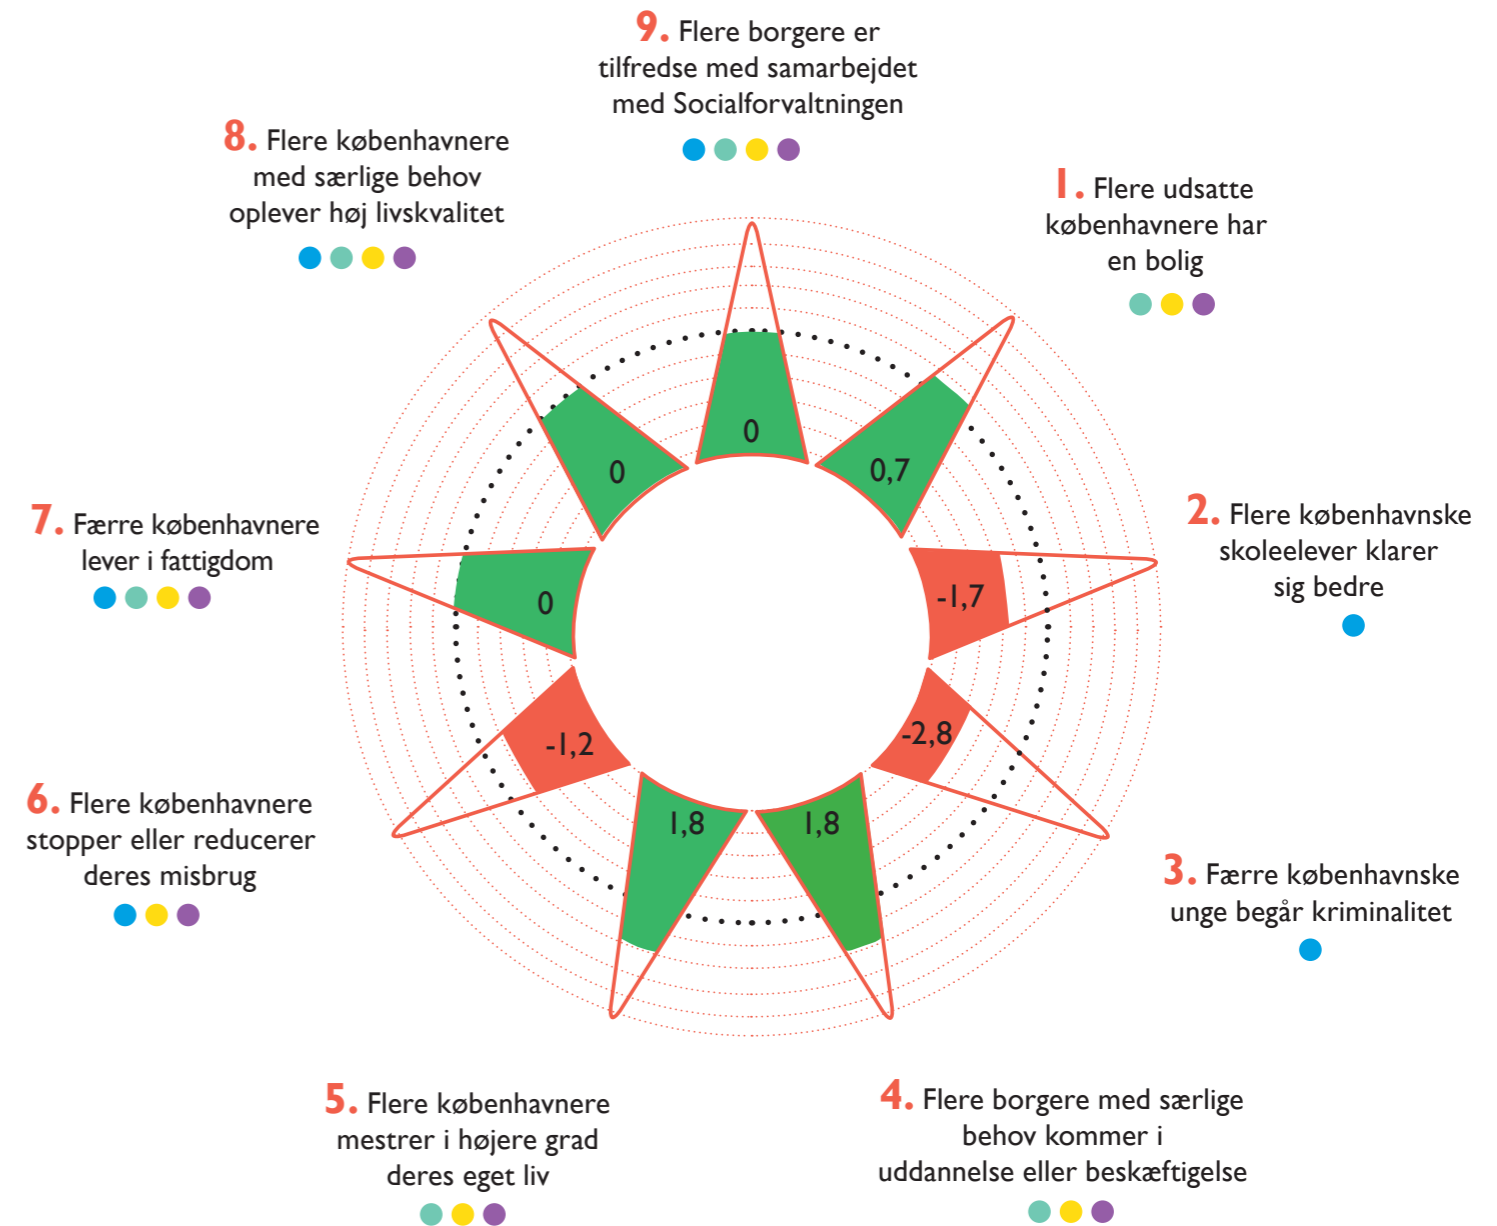 9. Flere borgere er
tilfredse med samarbejdet
med Socialforvaltningen
8. Flere københavnere
med særlige behov
oplever høj livskvalitet
1. Flere udsatte
københavnere har
en bolig
0
0
0,7
7. Færre københavnere
lever i fattigdom
2. Flere københavnske
skoleelever klarer
sig bedre
0
-1,7
-1,2
-2,8
1,8
1,8
6. Flere københavnere
stopper eller reducerer
deres misbrug
3. Færre københavnske
unge begår kriminalitet
5. Flere københavnere
mestrer i højere grad
deres eget liv
4. Flere borgere med særlige
behov kommer i
uddannelse eller beskæftigelse